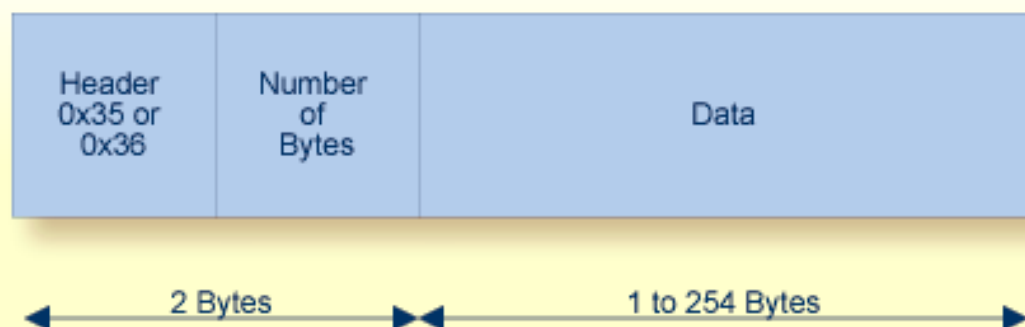 Header
0x35 or
0x36
Number
of
Bytes
Data
2 Bytes
1 to 254 Bytes